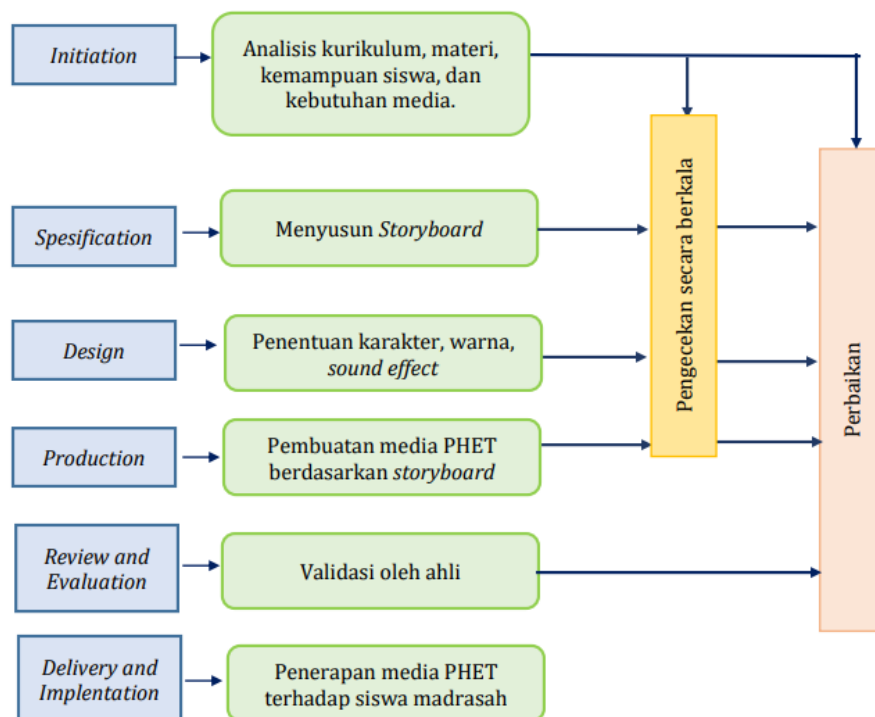 Initiation
Analisis kurikulum, materi,
kemampuan siswa, dan
kebutuhan media.
Spesification
Menyusun Storyboard
Design
Penentuan karakter, warna,
sound effect
Production
Pembuatan media PHET
berdasarkan storyboard
Review and
Evaluation
Validasi oleh ahli
Delivery and
Implentation
Penerapan media PHET
terhadap siswa madrasah
Pengecekan secara berkala
Perbaikan